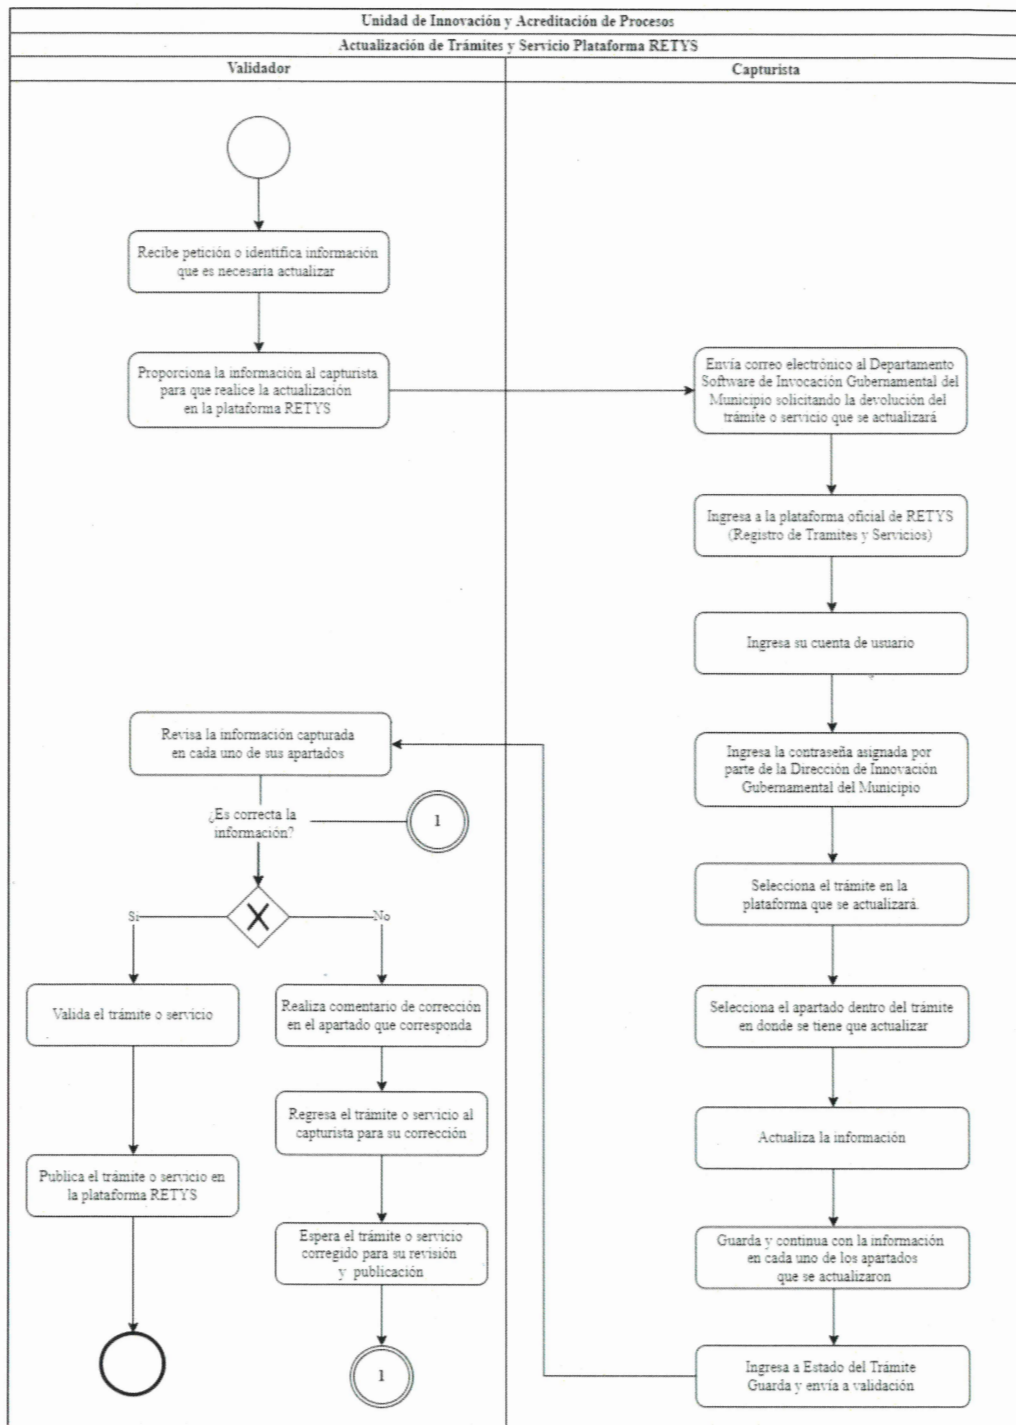 Unidad de Innovación y Acreditación de Procesos
Actualización de Trámites y Servicio Plataforma RETYS
Validador
Capturista
Recibe petición o identifica información
que es necesaria actualizar
Proporciona la información al capturista
para que realice la actualización
en la plataforma RETYS
Envía correo electrónico al Departamento
Software de Invocación Gubernamental del
Municipio solicitando la devolución del
trámite o servicio que se actualizará
Ingresa a la plataforma oficial de RETYS
(Registro de Tramites y Servicios)
Ingresa su cuenta de usuario
Ingresa la contraseña asignada por
parte de la Dirección de Innovación
Gubernamental del Municipio
Selecciona el trámite en la
plataforma que se actualizará.
Selecciona el apartado dentro del trámite
en donde se tiene que actualizar
Actualiza la información
Guarda y continua con la información
en cada uno de los apartados
que se actualizaron
Ingresa a Estado del Trámite
Guarda y envía a validación
Revisa la información capturada
en cada uno de sus apartados
¿Es correcta la
información?
1
Si
No
Valida el trámite o servicio
Publica el trámite o servicio en
la plataforma RETYS
Realiza comentario de corrección
en el apartado que corresponda
Regresa el trámite o servicio al
capturista para su corrección
Espera el trámite o servicio
corregido para su revisión
y publicación
1